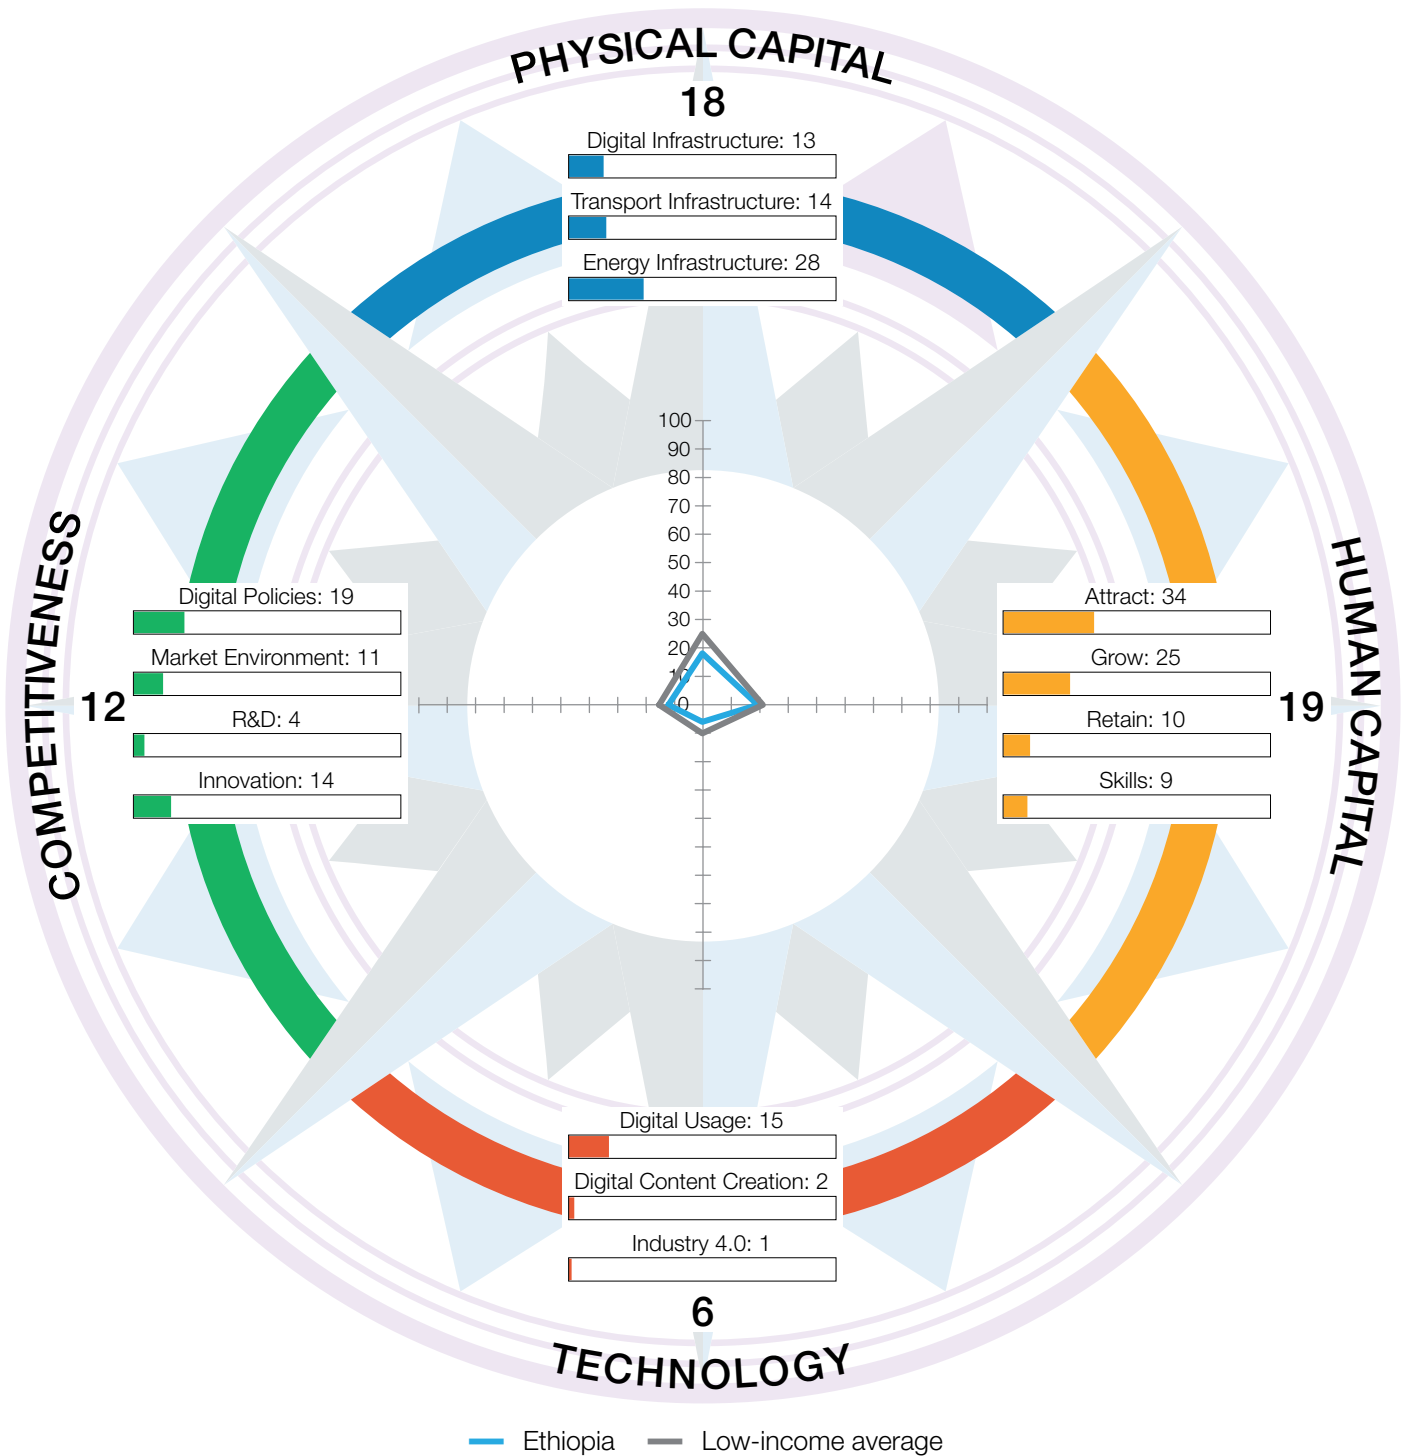 PHYSICAL CAPITAL
18
Digital Infrastructure: 13
Transport Infrastructure: 14
Energy Infrastructure: 28
100
90
80
70
60
50
40
30
20
10
0
COMPETITIVENESS
12
Digital Policies: 19
Market Environment: 11
R&D: 4
Innovation: 14
HUMAN CAPITAL
19
Attract: 34
Grow: 25
Retain: 10
Skills: 9
Digital Usage: 15
Digital Content Creation: 2
Industry 4.0: 1
6
TECHNOLOGY
Ethiopia
Low-income average